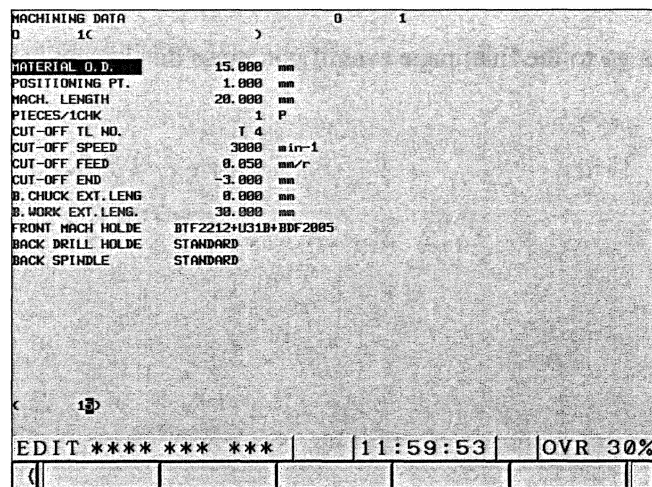 MACHINING DATA O 1
O 1( )
MATERIAL O.D. 15.000 mm
POSITIONING PT. 1.000 mm
MACH. LENGTH 20.000 mm
PIECES/1CHK 1 P
CUT-OFF TL NO. T 4
CUT-OFF SPEED 3000 min-1
CUT-OFF FEED 0.050 mm/r
CUT-OFF END -3.000 mm
B.CHUCK EXT.LENG 0.000 mm
B.WORK EXT.LENG. 30.000 mm
FRONT MACH HOLDE BTF2212+U31B+BDF2005
BACK DRILL HOLDE STANDARD
BACK SPINDLE STANDARD
EDIT **** *** *** 11:59:53 OVR 30%
(